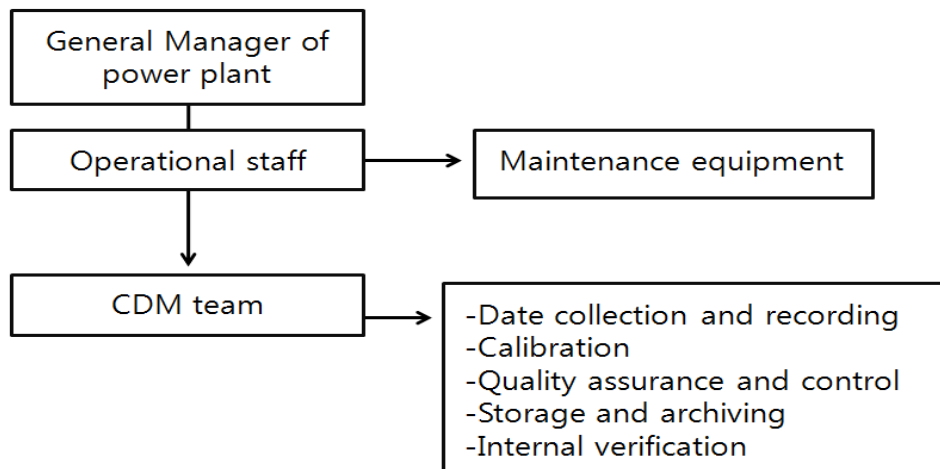 General Manager of
power plant
Operational staff
Maintenance equipment
CDM team
-Date collection and recording
-Calibration
-Quality assurance and control
-Storage and archiving
-Internal verification